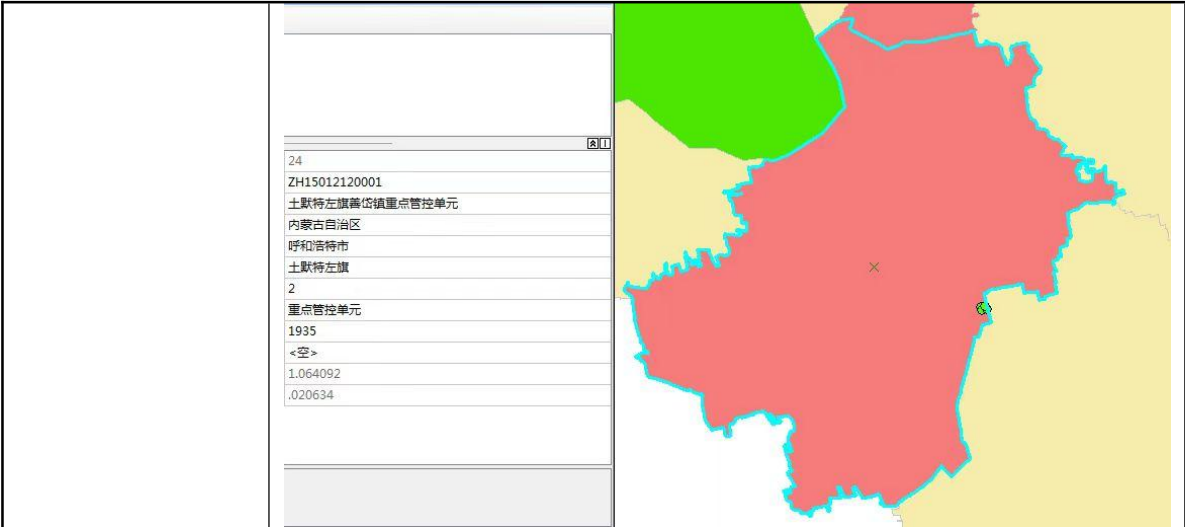 24
ZH15012120001
土默特左旗善岱镇重点管控单元
内蒙古自治区
呼和浩特市
土默特左旗
2
重点管控单元
1935
<空>
1.064092
.020634